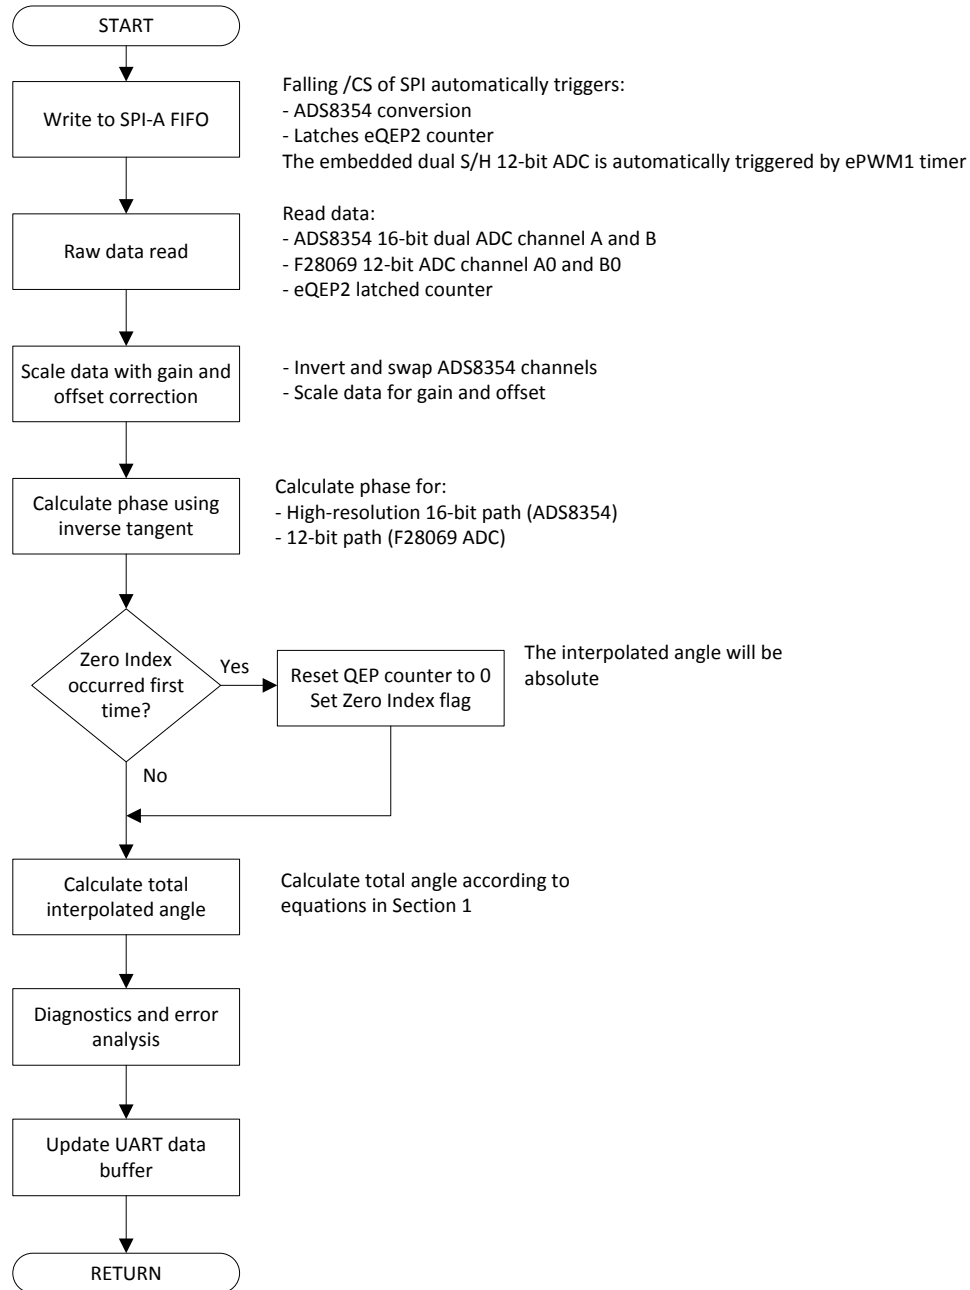 START
Write to SPI-A FIFO
Falling /CS of SPI automatically triggers:
- ADS8354 conversion
- Latches eQEP2 counter
The embedded dual S/H 12-bit ADC is automatically triggered by ePWM1 timer
Raw data read
Read data:
- ADS8354 16-bit dual ADC channel A and B
- F28069 12-bit ADC channel A0 and B0
- eQEP2 latched counter
Scale data with gain and
offset correction
- Invert and swap ADS8354 channels
- Scale data for gain and offset
Calculate phase using
inverse tangent
Calculate phase for:
- High-resolution 16-bit path (ADS8354)
- 12-bit path (F28069 ADC)
Zero Index
occurred first
time?
Yes
Reset QEP counter to 0
Set Zero Index flag
The interpolated angle will be
absolute
No
Calculate total
interpolated angle
Calculate total angle according to
equations in Section 1
Diagnostics and error
analysis
Update UART data
buffer
RETURN